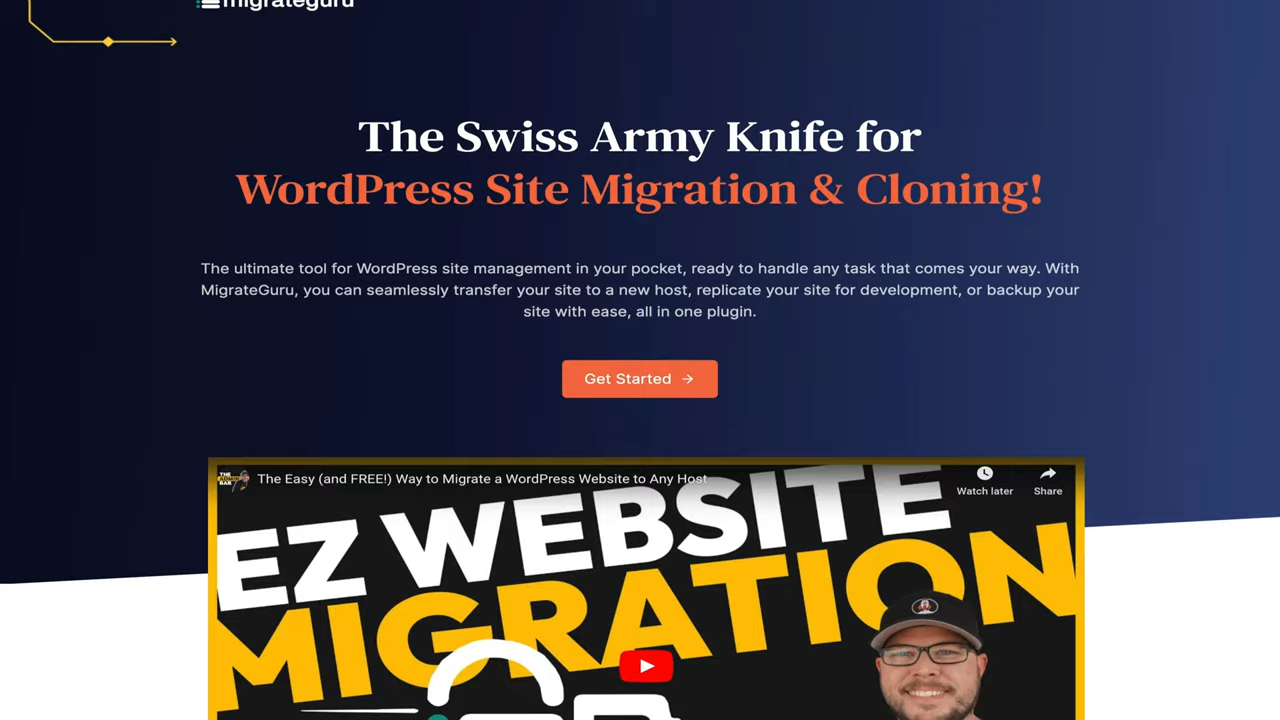 migrateguru
The Swiss Army Knife for
WordPress Site Migration & Cloning!
The ultimate tool for WordPress site management in your pocket, ready to handle any task that comes your way. With
MigrateGuru, you can seamlessly transfer your site to a new host, replicate your site for development, or backup your
site with ease, all in one plugin.
Get Started →
THE
ADMIN
BAR
The Easy (and FREE!) Way to Migrate a WordPress Website to Any Host
Watch later
Share
EZ WEBSITE
MIGRATION